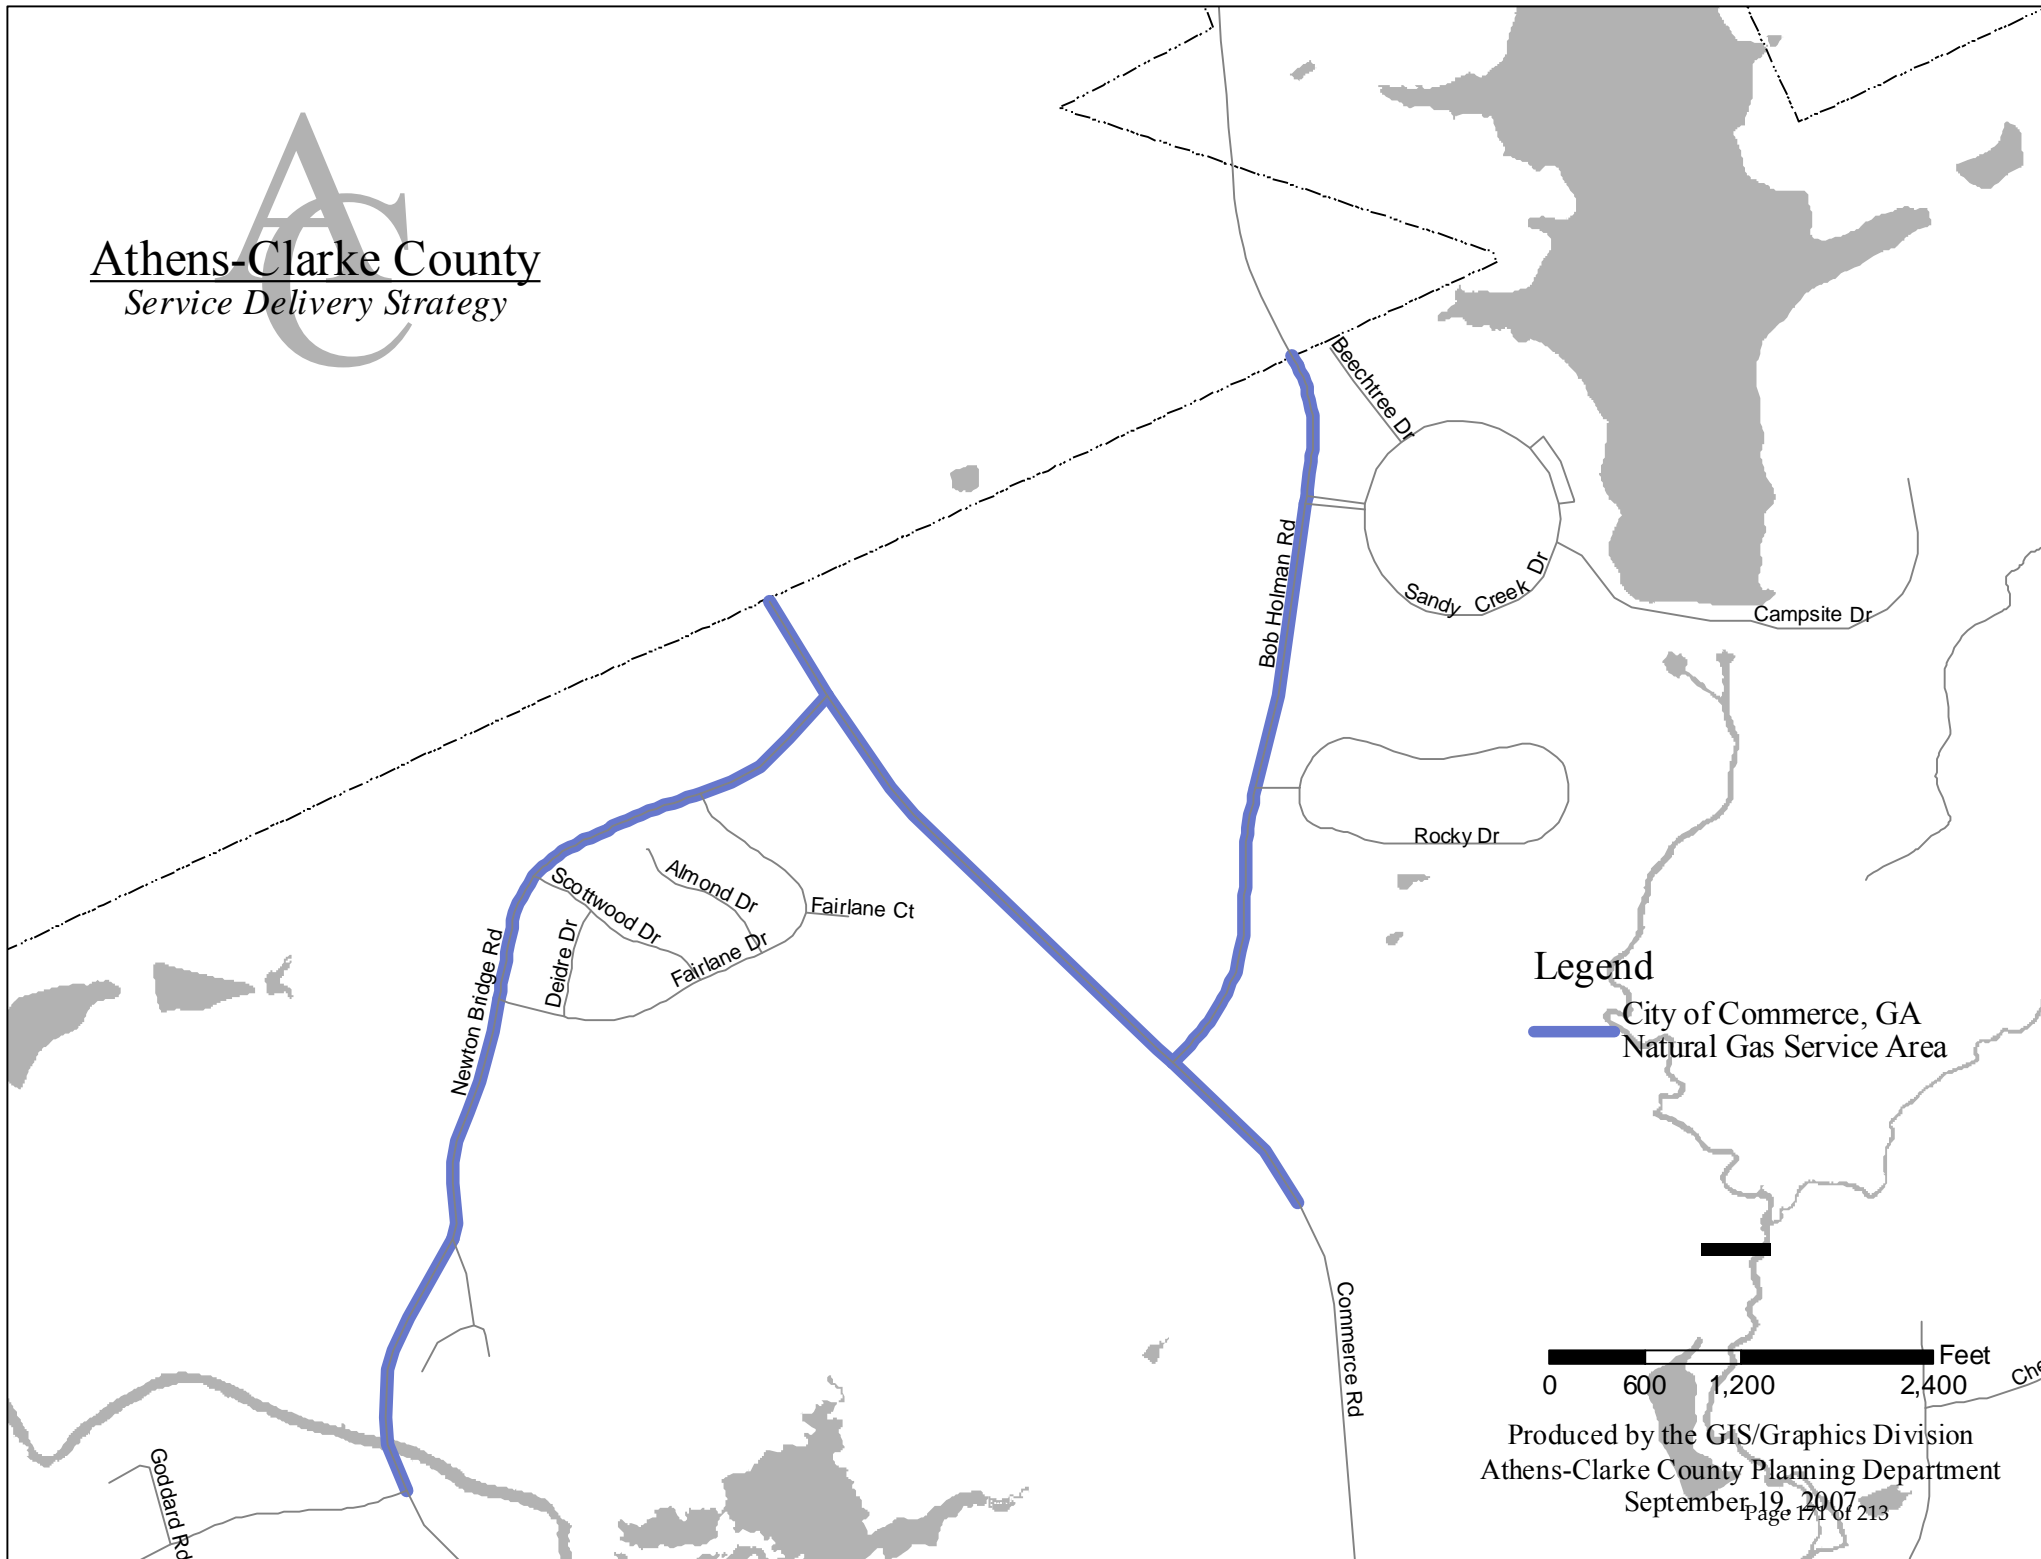 AC
Athens-Clarke County
Service Delivery Strategy
Beechtree Dr
Bob Holman Rd
Sandy Creek Dr
Campsite Dr
Rocky Dr
Scottwood Dr
Almond Dr
Fairlane Ct
Deidre Dr
Fairlane Dr
Newton Bridge Rd
Legend
City of Commerce, GA
Natural Gas Service Area
Commerce Rd
Goddard Rd
Feet
0 600 1,200 2,400
Che
Produced by the GIS/Graphics Division
Athens-Clarke County Planning Department
September 19, 2007
Page 171 of 213